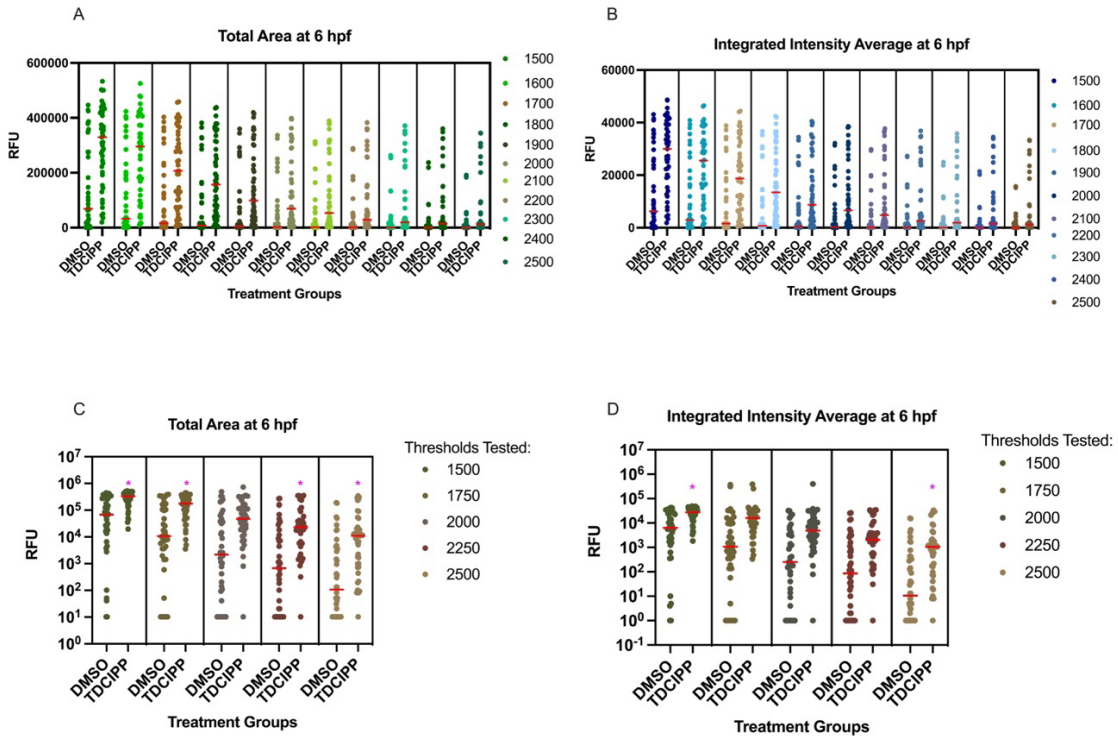 A
Total Area at 6 hpf
600000
400000
200000
0
RFU
DMSO
TDCIPP
DMSO
TDCIPP
DMSO
TDCIPP
DMSO
TDCIPP
DMSO
TDCIPP
DMSO
TDCIPP
DMSO
TDCIPP
DMSO
TDCIPP
DMSO
TDCIPP
DMSO
TDCIPP
DMSO
TDCIPP
Treatment Groups
1500
1600
1700
1800
1900
2000
2100
2200
2300
2400
2500
B
Integrated Intensity Average at 6 hpf
60000
40000
20000
0
RFU
DMSO
TDCIPP
DMSO
TDCIPP
DMSO
TDCIPP
DMSO
TDCIPP
DMSO
TDCIPP
DMSO
TDCIPP
DMSO
TDCIPP
DMSO
TDCIPP
DMSO
TDCIPP
DMSO
TDCIPP
DMSO
TDCIPP
Treatment Groups
1500
1600
1700
1800
1900
2000
2100
2200
2300
2400
2500
C
Total Area at 6 hpf
10⁷
10⁶
10⁵
10⁴
10³
10²
10¹
10⁰
RFU
*
*
*
*
DMSO
TDCIPP
DMSO
TDCIPP
DMSO
TDCIPP
DMSO
TDCIPP
DMSO
TDCIPP
Treatment Groups
Thresholds Tested:
1500
1750
2000
2250
2500
D
Integrated Intensity Average at 6 hpf
10⁷
10⁶
10⁵
10⁴
10³
10²
10¹
10⁰
10⁻¹
RFU
*
*
DMSO
TDCIPP
DMSO
TDCIPP
DMSO
TDCIPP
DMSO
TDCIPP
DMSO
TDCIPP
Treatment Groups
Thresholds Tested:
1500
1750
2000
2250
2500